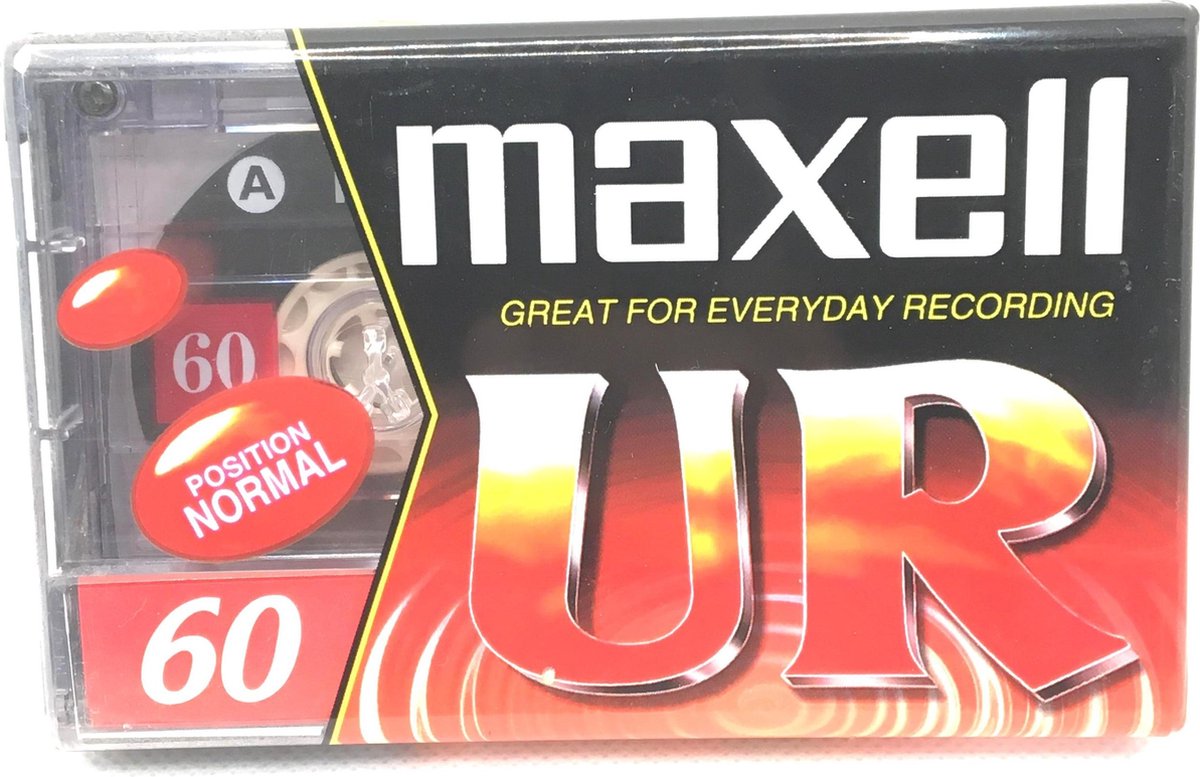 maxell
A
GREAT FOR EVERYDAY RECORDING
60
UR
POSITION
NORMAL
60